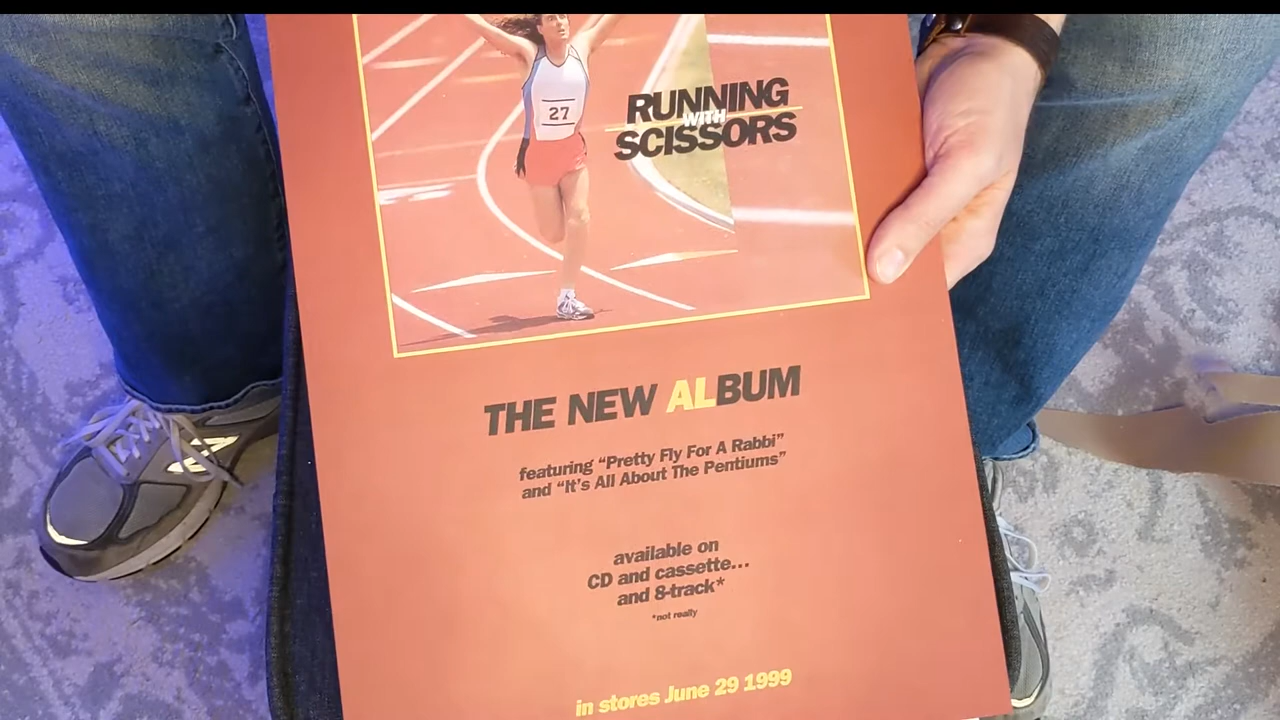 27
RUNNING
WITH
SCISSORS
THE NEW ALBUM
featuring “Pretty Fly For A Rabbi”
and “It’s All About The Pentiums”
available on
CD and cassette...
and 8-track*
*not really
in stores June 29 1999